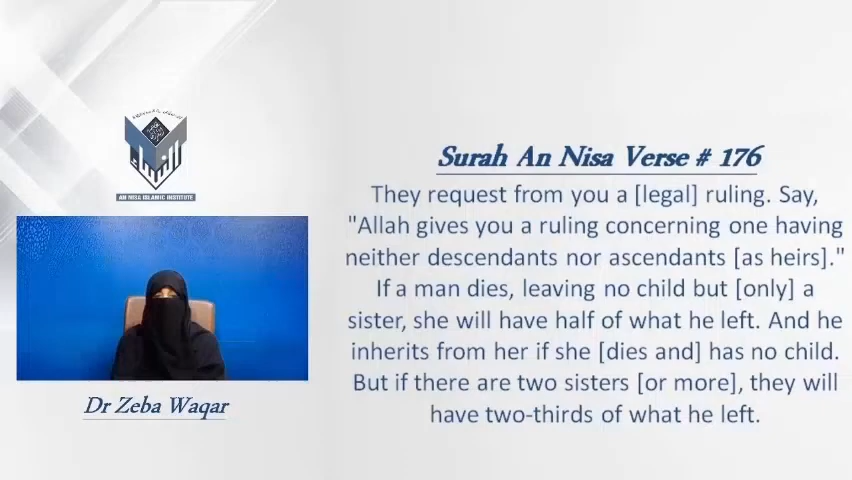 النساء
AN NISA ISLAMIC INSTITUTE
Dr Zeba Waqar
Surah An Nisa Verse # 176
They request from you a [legal] ruling. Say,
"Allah gives you a ruling concerning one having
neither descendants nor ascendants [as heirs]."
If a man dies, leaving no child but [only] a
sister, she will have half of what he left. And he
inherits from her if she [dies and] has no child.
But if there are two sisters [or more], they will
have two-thirds of what he left.